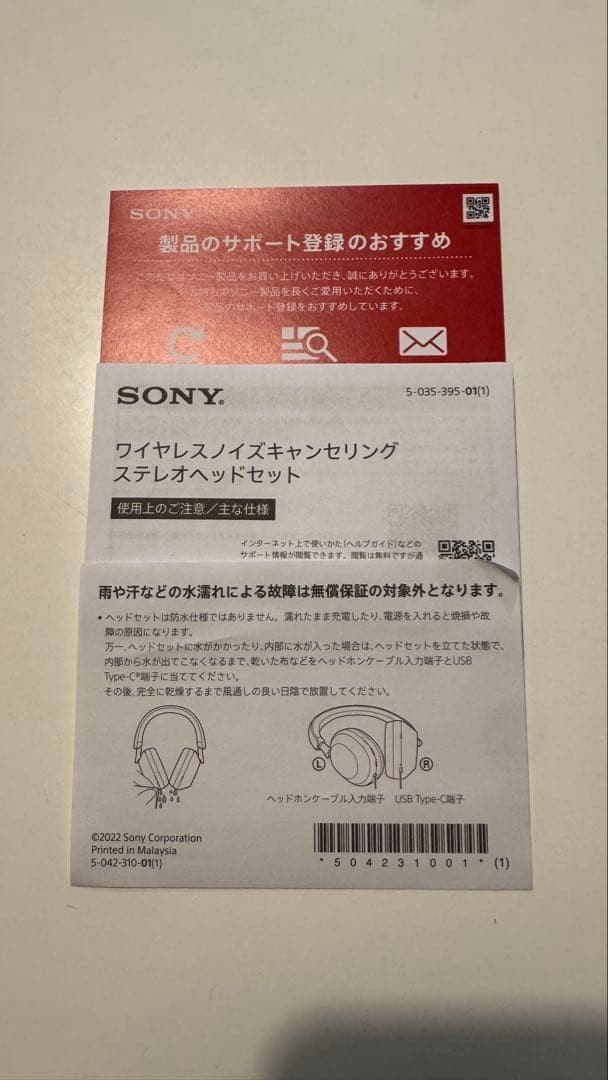 SONY
製品のサポート登録のおすすめ
このたびはソニー製品をお買い上げいただき、誠にありがとうございます。
お持ちのソニー製品を長くご愛用いただくために、
製品のサポート登録をおすすめしています。
SONY®
5-035-395-01(1)
ワイヤレスノイズキャンセリング
ステレオヘッドセット
使用上のご注意/主な仕様
インターネット上で使いかた(ヘルプガイド)などの
サポート情報が閲覧できます。閲覧は無料ですが通
雨や汗などの水濡れによる故障は無償保証の対象外となります。
• ヘッドセットは防水仕様ではありません。濡れたまま充電したり、電源を入れると焼損や故
障の原因になります。
万一、ヘッドセットに水がかかったり、内部に水が入った場合は、ヘッドセットを立てた状態で、
内部から水が出てこなくなるまで、乾いた布などをヘッドホンケーブル入力端子とUSB
Type-C®端子に当ててください。
その後、完全に乾燥するまで風通しの良い日陰で放置してください。
L
R
ヘッドホンケーブル入力端子 USB Type-C端子
©2022 Sony Corporation
Printed in Malaysia
5-042-310-01(1)
*504231001* (1)